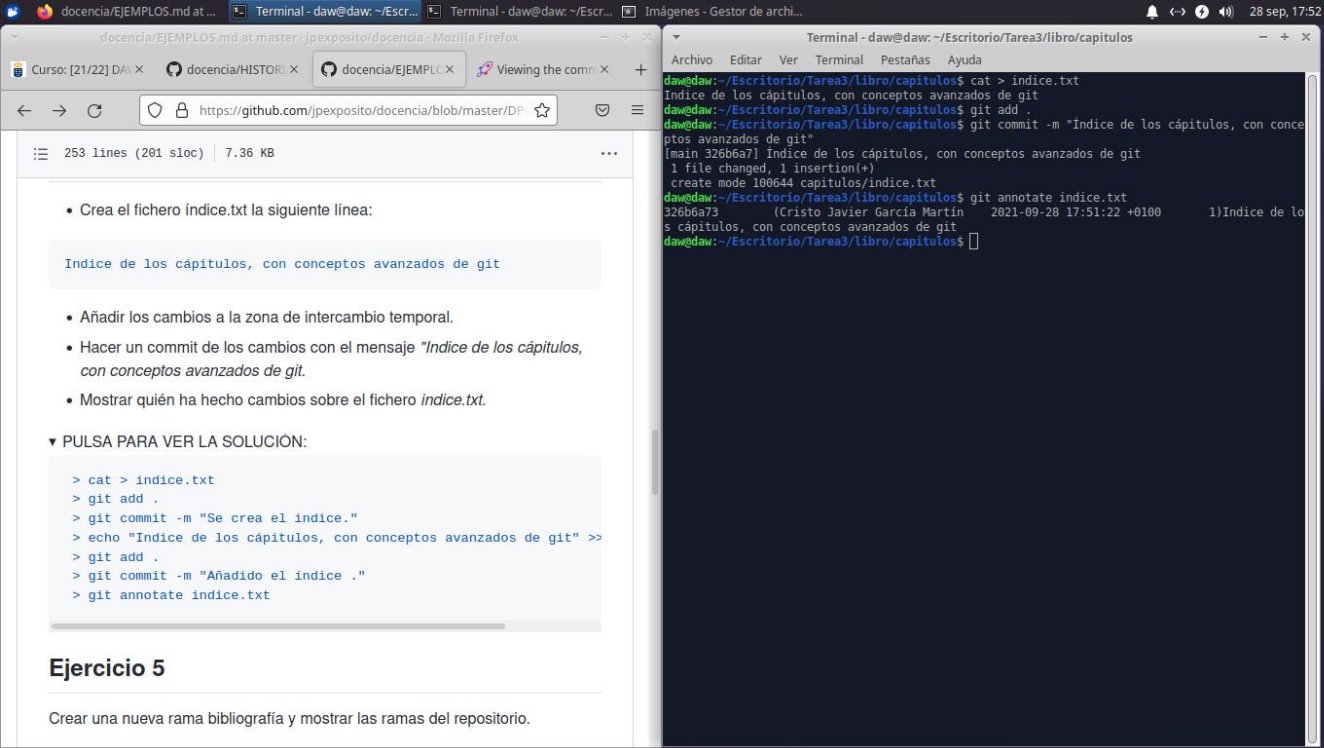 docencia/EJEMPLOS.md at ...
Terminal - daw@daw: ~/Escr...
Terminal - daw@daw: ~/Escr...
Imágenes - Gestor de archi...
28 sep, 17:52
docencia/EJEMPLOS.md at master · jpexposito/docencia - Mozilla Firefox
Curso: [21/22] DA
docencia/HISTORI
docencia/EJEMPLO
Viewing the comm
https://github.com/jpexposito/docencia/blob/master/DP
253 lines (201 sloc)
7.36 KB
• Crea el fichero índice.txt la siguiente línea:
Indice de los cápitulos, con conceptos avanzados de git
• Añadir los cambios a la zona de intercambio temporal.
• Hacer un commit de los cambios con el mensaje "Indice de los cápitulos,
con conceptos avanzados de git.
• Mostrar quién ha hecho cambios sobre el fichero indice.txt.
▾ PULSA PARA VER LA SOLUCIÓN:
> cat > indice.txt
> git add .
> git commit -m "Se crea el indice."
> echo "Indice de los cápitulos, con conceptos avanzados de git" >>
> git add .
> git commit -m "Añadido el índice ."
> git annotate indice.txt
Ejercicio 5
Crear una nueva rama bibliografía y mostrar las ramas del repositorio.
Terminal - daw@daw: ~/Escritorio/Tarea3/libro/capitulos
Archivo Editar Ver Terminal Pestañas Ayuda
daw@daw:~/Escritorio/Tarea3/libro/capitulos$ cat > indice.txt
Indice de los cápitulos, con conceptos avanzados de git
daw@daw:~/Escritorio/Tarea3/libro/capitulos$ git add .
daw@daw:~/Escritorio/Tarea3/libro/capitulos$ git commit -m "Índice de los cápitulos, con conce
ptos avanzados de git"
[main 326b6a7] Índice de los cápitulos, con conceptos avanzados de git
1 file changed, 1 insertion(+)
create mode 100644 capitulos/indice.txt
daw@daw:~/Escritorio/Tarea3/libro/capitulos$ git annotate indice.txt
326b6a73 (Cristo Javier García Martín 2021-09-28 17:51:22 +0100 1)Indice de lo
s cápitulos, con conceptos avanzados de git
daw@daw:~/Escritorio/Tarea3/libro/capitulos$